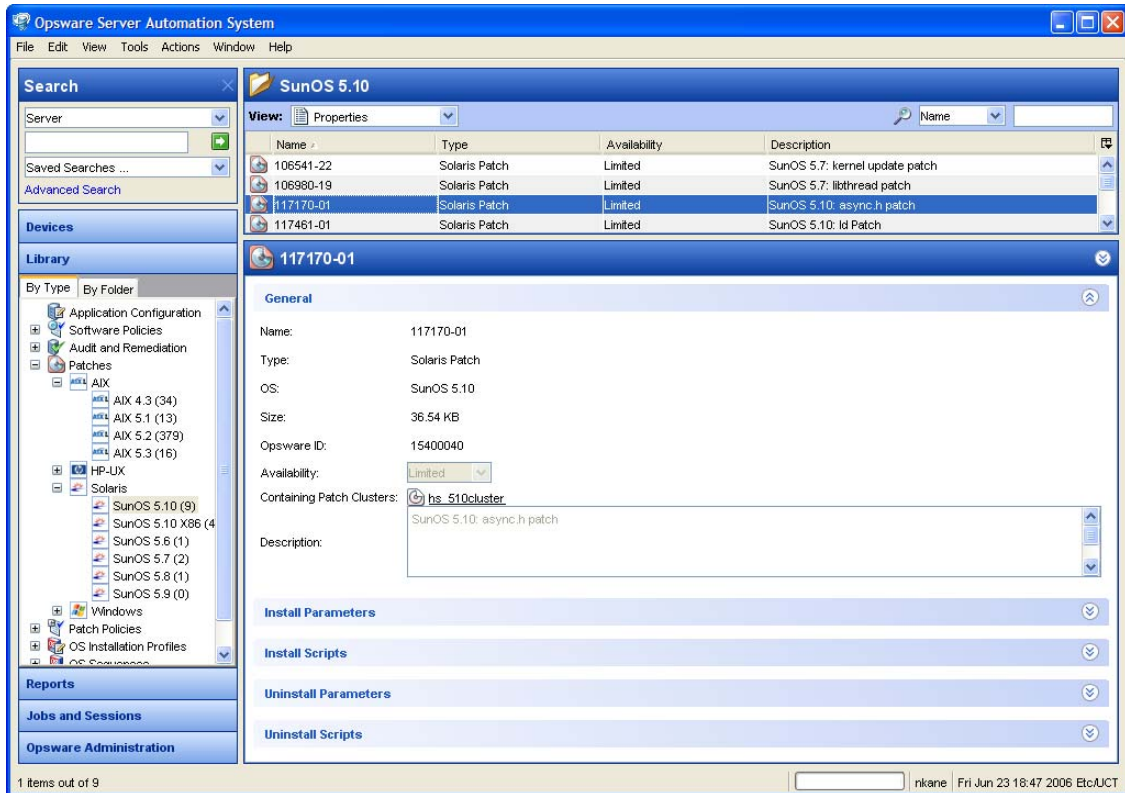 Opsware Server Automation System
File Edit View Tools Actions Window Help
Search
Server
Saved Searches ...
Advanced Search
Devices
Library
By Type By Folder
Application Configuration
Software Policies
Audit and Remediation
Patches
AIX
AIX 4.3 (34)
AIX 5.1 (13)
AIX 5.2 (379)
AIX 5.3 (16)
HP-UX
Solaris
SunOS 5.10 (9)
SunOS 5.10 X86 (4
SunOS 5.6 (1)
SunOS 5.7 (2)
SunOS 5.8 (1)
SunOS 5.9 (0)
Windows
Patch Policies
OS Installation Profiles
OS Sequences
Reports
Jobs and Sessions
Opsware Administration
SunOS 5.10
View: Properties Name
Name Type Availability Description
106541-22 Solaris Patch Limited SunOS 5.7: kernel update patch
106980-19 Solaris Patch Limited SunOS 5.7: libthread patch
117170-01 Solaris Patch Limited SunOS 5.10: async.h patch
117461-01 Solaris Patch Limited SunOS 5.10: ld Patch
117170-01
General
Name: 117170-01
Type: Solaris Patch
OS: SunOS 5.10
Size: 36.54 KB
Opsware ID: 15400040
Availability: Limited
Containing Patch Clusters: hs_510cluster
Description: SunOS 5.10: async.h patch
Install Parameters
Install Scripts
Uninstall Parameters
Uninstall Scripts
1 items out of 9 nkane Fri Jun 23 18:47 2006 Etc/UCT